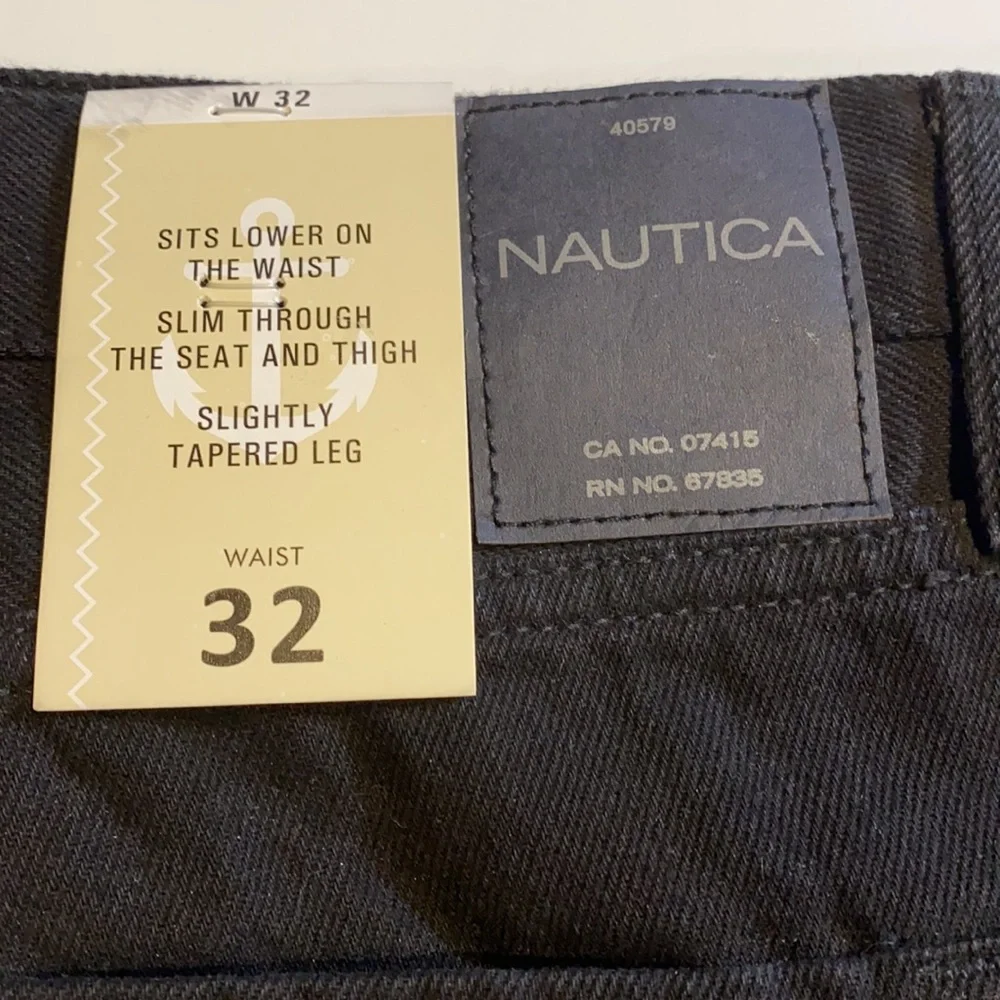 W 32
SITS LOWER ON
THE WAIST
SLIM THROUGH
THE SEAT AND THIGH
SLIGHTLY
TAPERED LEG
WAIST
32
40579
NAUTICA
CA NO. 07415
RN NO. 67835